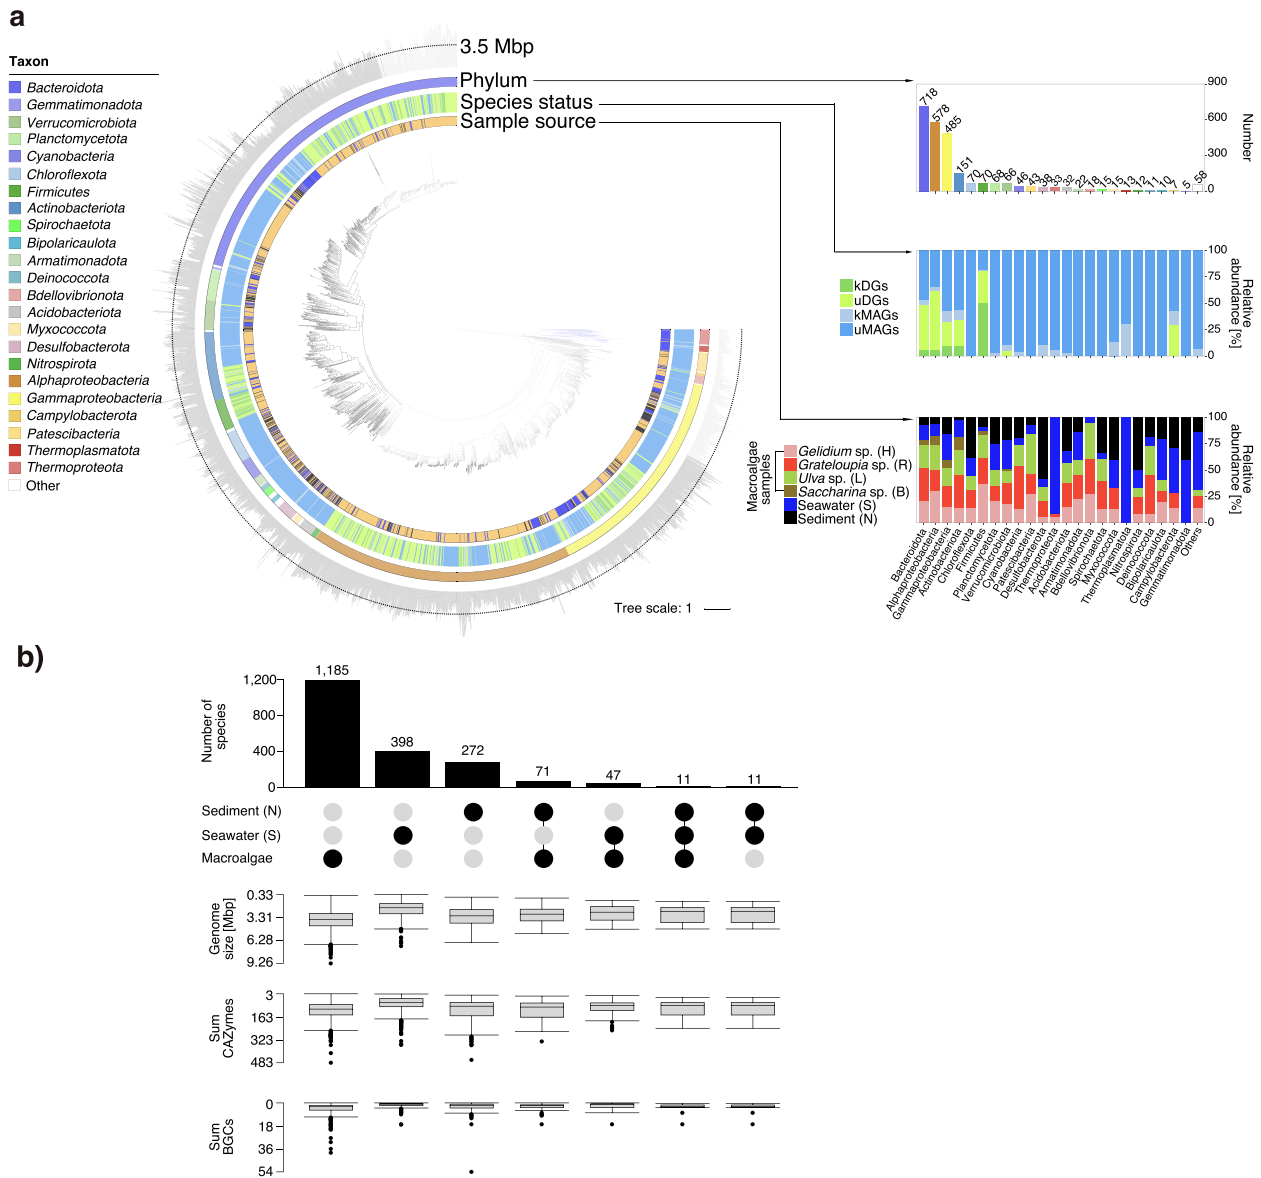 a
Taxon
Bacteroidota
Gemmatimonadota
Verrucomicrobiota
Planctomycetota
Cyanobacteria
Chloroflexota
Firmicutes
Actinobacteriota
Spirochaetota
Bipolaricaulota
Armatimonadota
Deinococcota
Bdellovibrionota
Acidobacteriota
Myxococcota
Desulfobacterota
Nitrospirota
Alphaproteobacteria
Gammaproteobacteria
Campylobacterota
Patescibacteria
Thermoplasmatota
Thermoproteota
Other
3.5 Mbp
Phylum
Species status
Sample source
Tree scale: 1
718
578
485
151
70
70
68
66
46
43
38
33
32
22
18
15
15
13
12
11
10
7
5
58
900
600
300
0
Number
kDGs
uDGs
kMAGs
uMAGs
100
75
50
25
0
Relative
abundance [%]
Macroalgae
samples
Gelidium sp. (H)
Grateloupia sp. (R)
Ulva sp. (L)
Saccharina sp. (B)
Seawater (S)
Sediment (N)
100
75
50
25
0
Relative
abundance [%]
Bacteroidota
Alphaproteobacteria
Gammaproteobacteria
Actinobacteriota
Chloroflexota
Firmicutes
Planctomycetota
Verrucomicrobiota
Cyanobacteria
Patescibacteria
Desulfobacterota
Thermoproteota
Acidobacteriota
Armatimonadota
Bdellovibrionota
Spirochaetota
Myxococcota
Thermoplasmatota
Nitrospirota
Deinococcota
Bipolaricaulota
Campylobacterota
Gemmatimonadota
Others
b)
Number of
species
1,200
800
400
0
1,185
398
272
71
47
11
11
Sediment (N)
Seawater (S)
Macroalgae
Genome
size [Mbp]
0.33
3.31
6.28
9.26
Sum
CAZymes
3
163
323
483
Sum
BGCs
0
18
36
54